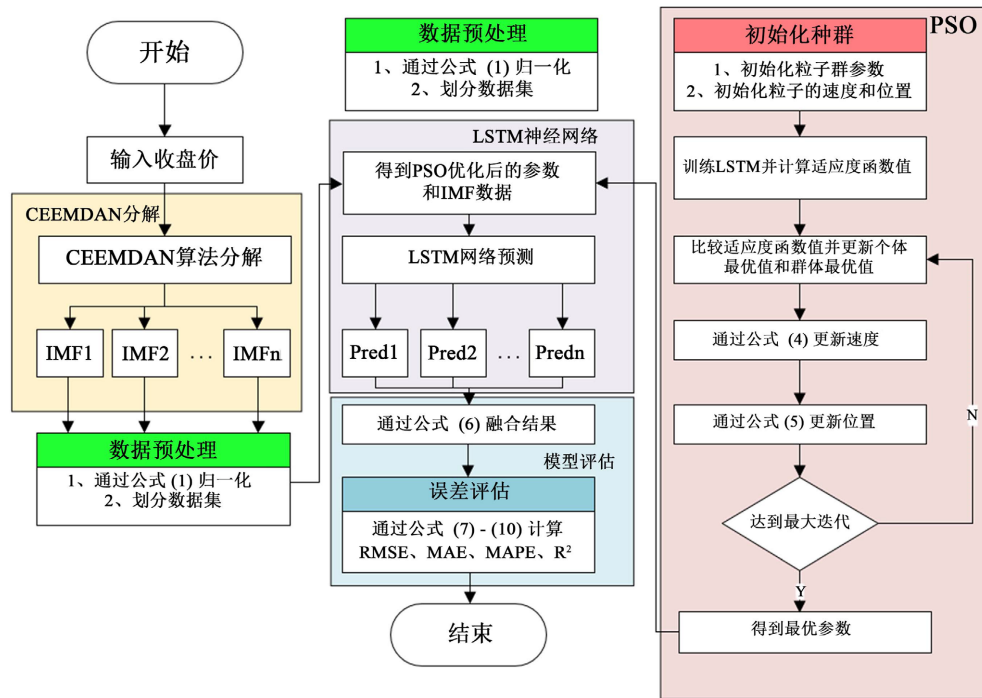 开始
输入收盘价
CEEMDAN分解
CEEMDAN算法分解
IMF1
IMF2
...
IMFn
数据预处理
1、通过公式 (1) 归一化
2、划分数据集
数据预处理
1、通过公式 (1) 归一化
2、划分数据集
LSTM神经网络
得到PSO优化后的参数
和IMF数据
LSTM网络预测
Pred1
Pred2
...
Predn
通过公式 (6) 融合结果
模型评估
误差评估
通过公式 (7) - (10) 计算
RMSE、MAE、MAPE、R²
结束
PSO
初始化种群
1、初始化粒子群参数
2、初始化粒子的速度和位置
训练LSTM并计算适应度函数值
比较适应度函数值并更新个体
最优值和群体最优值
通过公式 (4) 更新速度
通过公式 (5) 更新位置
N
达到最大迭代
Y
得到最优参数